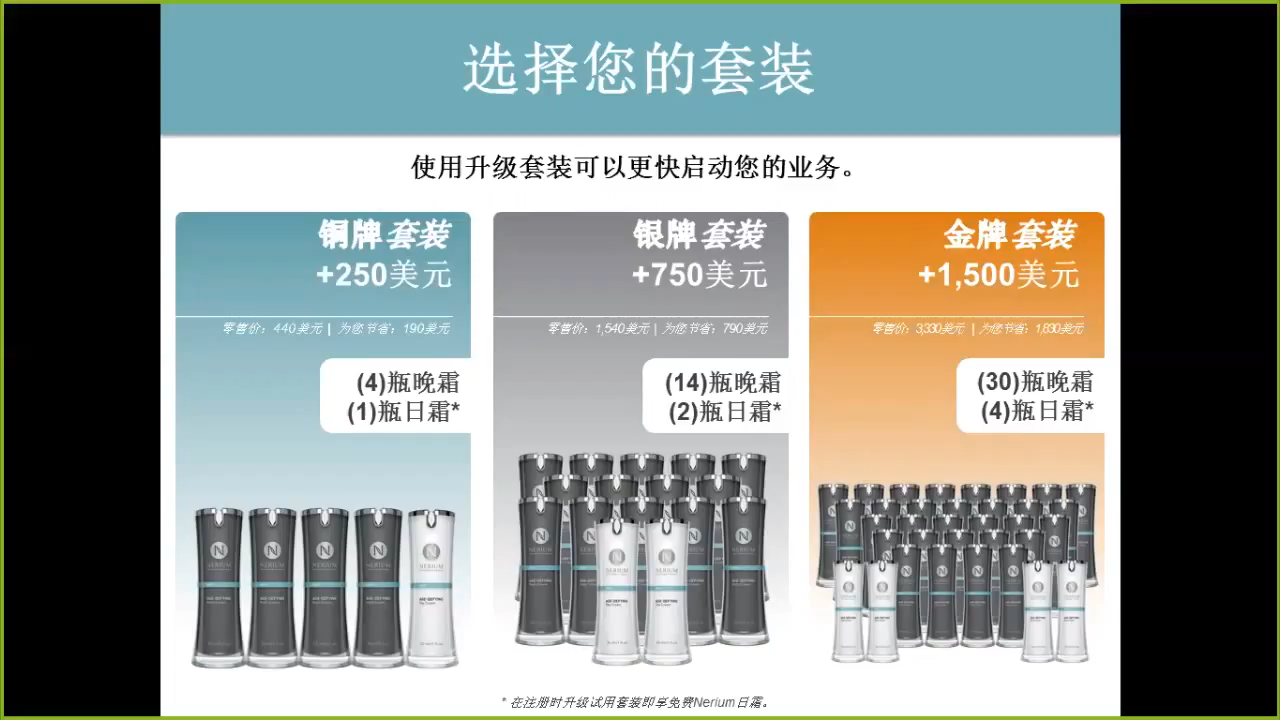 选择您的套装
使用升级套装可以更快启动您的业务。
铜牌套装
+250美元
零售价：440美元 | 为您节省：190美元
(4)瓶晚霜
(1)瓶日霜*
银牌套装
+750美元
零售价：1,540美元 | 为您节省：790美元
(14)瓶晚霜
(2)瓶日霜*
金牌套装
+1,500美元
零售价：3,330美元 | 为您节省：1,830美元
(30)瓶晚霜
(4)瓶日霜*
N
NERIUM
AGE-DEFYING
* 在注册时升级试用套装即享免费Nerium日霜。